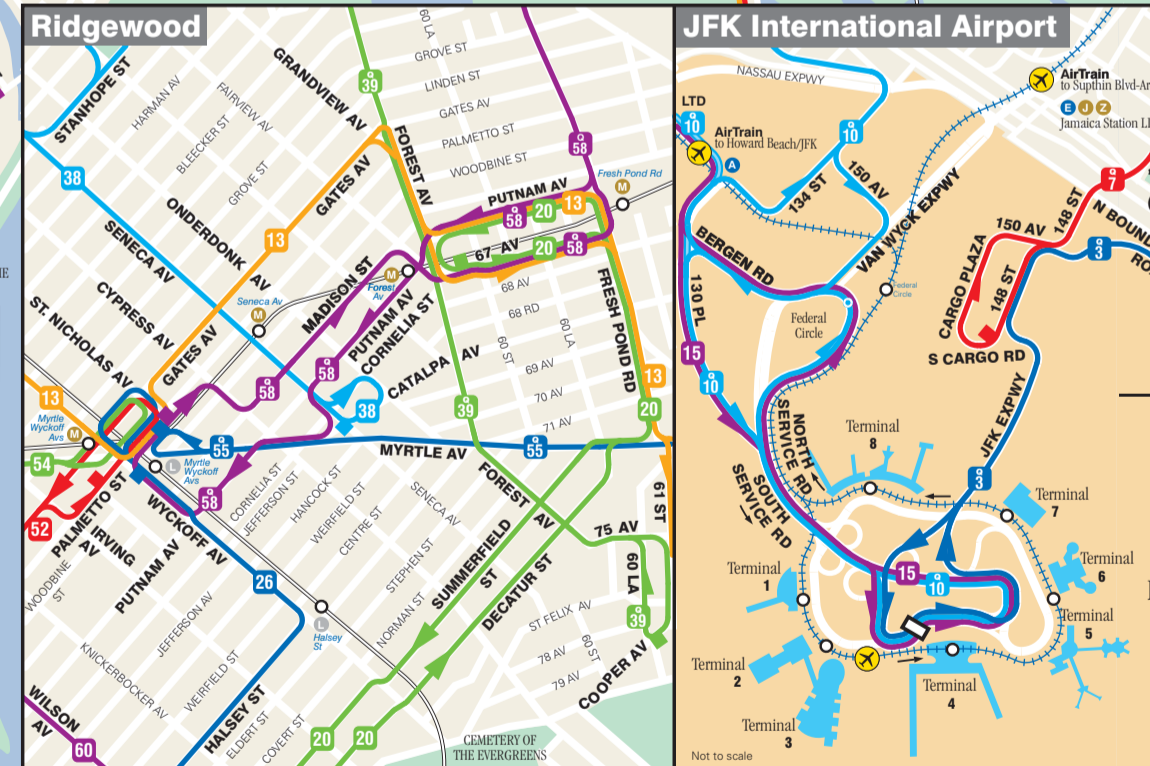 Ridgewood
60 LA
GROVE ST
LINDEN ST
GATES AV
PALMETTO ST
WOODBINE ST
GRANDVIEW AV
STANHOPE ST
HARMAN AV
FAIRVIEW AV
BLEECKER ST
GROVE ST
Q
39
FOREST AV
GATES AV
Q
58
Fresh Pond Rd
M
38
ONDERDONK
AV
13
PUTNAM AV
Q
58
20
13
67 AV
20
Q
58
SENECA AV
CYPRESS AV
ST. NICHOLAS AV
Seneca Av
M
MADISON ST
M
Forest
Av
PUTNAM AV
CORNELIA ST
68 AV
68 RD
60 ST
60 LA
69 AV
70 AV
71 AV
FRESH POND RD
GATES AV
CATALPA AV
Q
58
Q
58
38
Q
39
13
20
13
Myrtle
Wyckoff
Avs
M
54
52
L
Myrtle
Wyckoff
Avs
55
MYRTLE AV
55
Q
58
PALMETTO ST
IRVING
AV
WYCKOFF AV
PUTNAM AV
WOODBINE
ST
CORNELIA ST
JEFFERSON ST
HANCOCK ST
WEIRFIELD ST
CENTRE ST
SENECA AV
STEPHEN ST
NORMAN ST
FOREST
AV
SUMMERFIELD
ST
DECATUR ST
75 AV
61 ST
60 LA
Q
39
26
L
Halsey
St
JEFFERSON AV
WEIRFIELD ST
KNICKERBOCKER AV
HALSEY ST
ELDERT ST
COVERT ST
ST FELIX AV
60 ST
78 AV
79 AV
COOPER AV
WILSON
AV
60
20
20
CEMETERY OF
THE EVERGREENS
JFK International Airport
NASSAU EXPWY
AirTrain
to Supthin Blvd-Ar
E J Z
Jamaica Station LI
LTD
Q
10
AirTrain
to Howard Beach/JFK
A
Q
10
134 ST
150 AV
VAN WYCK EXPWY
Q
7
148 ST
150 AV
N BOUND
RO
Q
3
CARGO PLAZA
148 ST
S CARGO RD
BERGEN RD
130 PL
Federal
Circle
Federal
Circle
15
Q
10
JFK EXPWY
NORTH
SERVICE RD
SOUTH
SERVICE RD
Q
3
Terminal
8
Terminal
7
Terminal
6
Terminal
5
Terminal
1
15
Q
10
Terminal
2
Terminal
3
Terminal
4
Not to scale